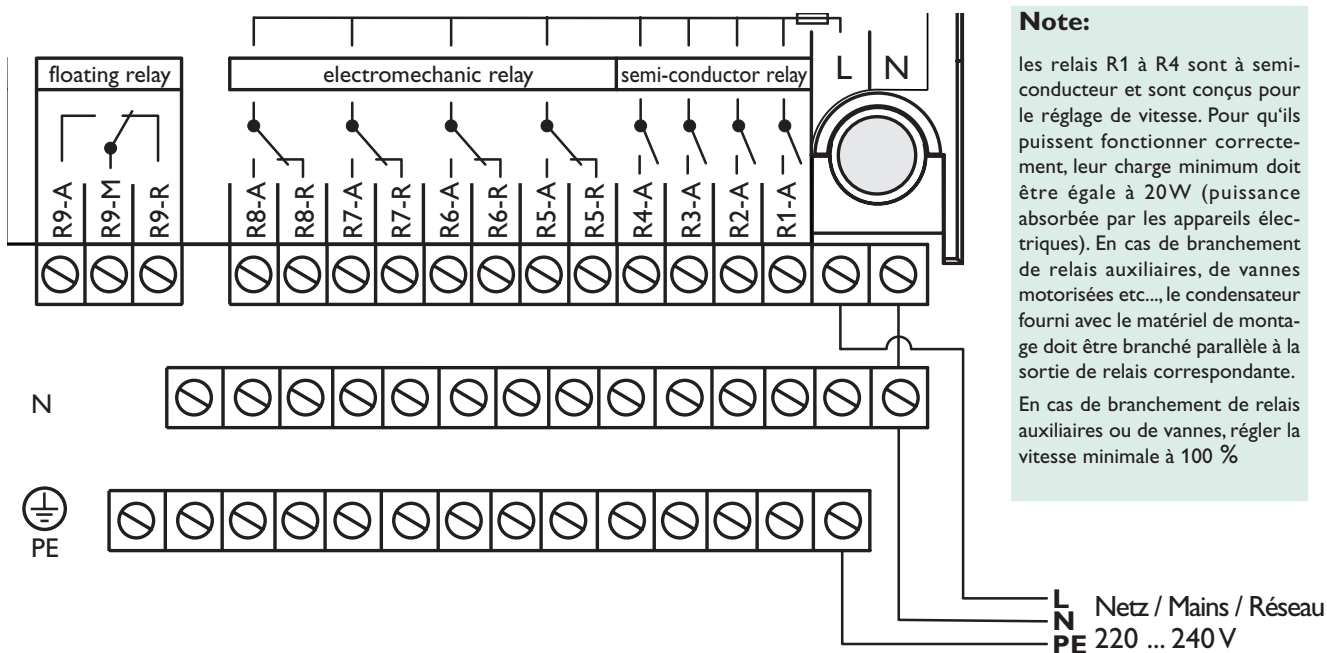 floating relay
electromechanic relay
semi-conductor relay
L
N
R9-A
R9-M
R9-R
R8-A
R8-R
R7-A
R7-R
R6-A
R6-R
R5-A
R5-R
R4-A
R3-A
R2-A
R1-A
N
PE
L
N
PE
Netz / Mains / Réseau
220 ... 240 V
Note:
les relais R1 à R4 sont à semi-
conducteur et sont conçus pour
le réglage de vitesse. Pour qu‘ils
puissent fonctionner correcte-
ment, leur charge minimum doit
être égale à 20W (puissance
absorbée par les appareils élec-
triques). En cas de branchement
de relais auxiliaires, de vannes
motorisées etc..., le condensateur
fourni avec le matériel de monta-
ge doit être branché parallèle à la
sortie de relais correspondante.
En cas de branchement de relais
auxiliaires ou de vannes, régler la
vitesse minimale à 100 %